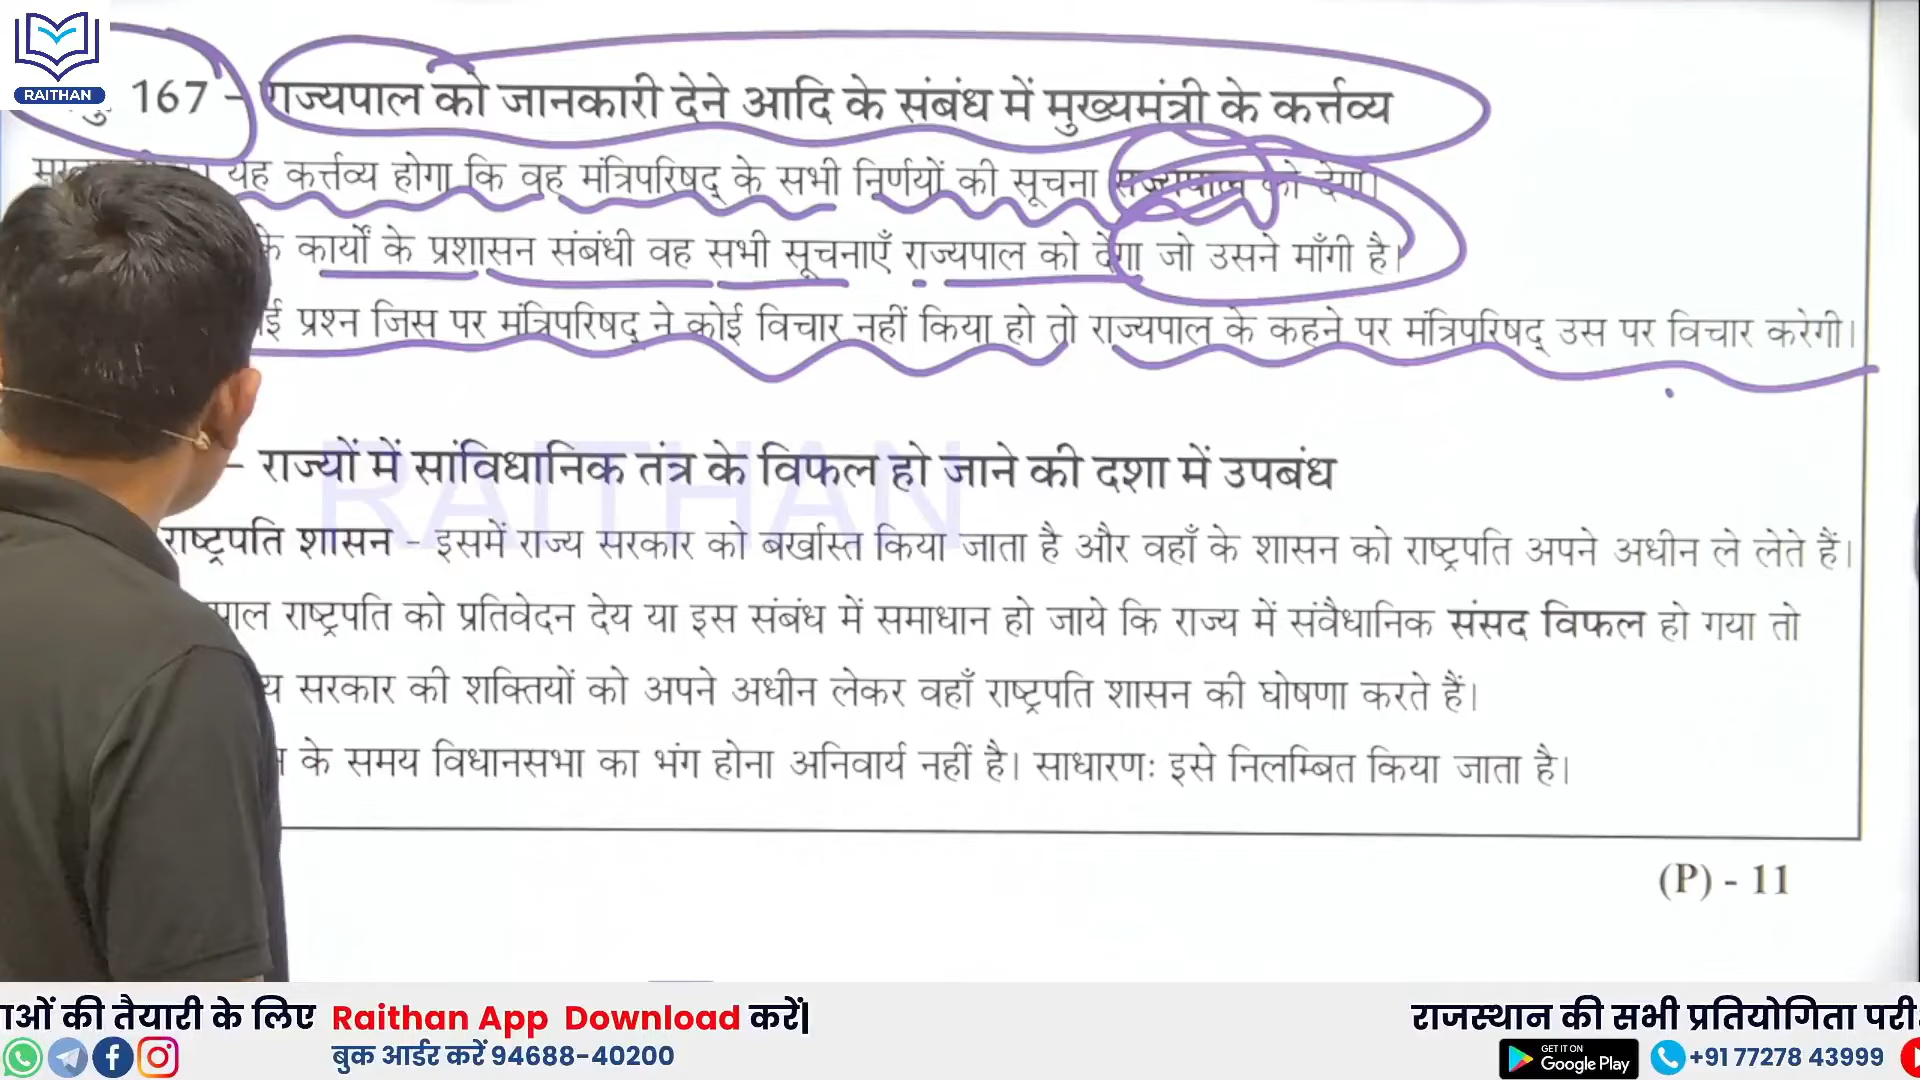 RAITHAN
167 - राज्यपाल को जानकारी देने आदि के संबंध में मुख्यमंत्री के कर्त्तव्य
यह कर्त्तव्य होगा कि वह मंत्रिपरिषद् के सभी निर्णयों की सूचना राज्यपाल को देगा।
के कार्यों के प्रशासन संबंधी वह सभी सूचनाएँ राज्यपाल को देगा जो उसने माँगी है।
प्रश्न जिस पर मंत्रिपरिषद् ने कोई विचार नहीं किया हो तो राज्यपाल के कहने पर मंत्रिपरिषद् उस पर विचार करेगी।
RAITHAN
- राज्यों में सांविधानिक तंत्र के विफल हो जाने की दशा में उपबंध
राष्ट्रपति शासन - इसमें राज्य सरकार को बर्खास्त किया जाता है और वहाँ के शासन को राष्ट्रपति अपने अधीन ले लेते हैं।
राष्ट्रपति को प्रतिवेदन देय या इस संबंध में समाधान हो जाये कि राज्य में संवैधानिक संसद विफल हो गया तो
सरकार की शक्तियों को अपने अधीन लेकर वहाँ राष्ट्रपति शासन की घोषणा करते हैं।
के समय विधानसभा का भंग होना अनिवार्य नहीं है। साधारणः इसे निलम्बित किया जाता है।
(P) - 11
ाओं की तैयारी के लिए Raithan App Download करें|
राजस्थान की सभी प्रतियोगिता परी
बुक आर्डर करें 94688-40200
GET IT ON
Google Play
+91 77278 43999